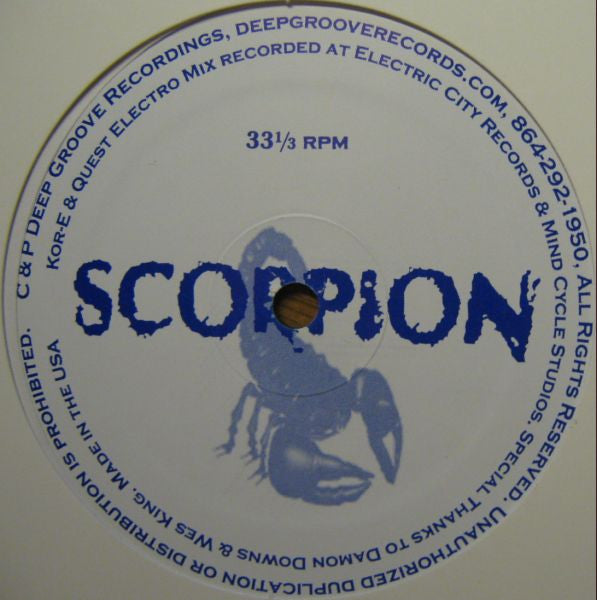 C & P DEEP GROOVE RECORDINGS, DEEPGROOVERECORDS.COM, 864-292-1950, ALL RIGHTS RESERVED. UNAUTHORIZED DUPLICATION OR DISTRIBUTION IS PROHIBITED.
KOR-E & QUEST ELECTRO MIX RECORDED AT ELECTRIC CITY RECORDS & MIND CYCLE STUDIOS. SPECIAL THANKS TO DAMON DOWNS & WES KING. MADE IN THE USA
33 1/3 RPM
SCORPION